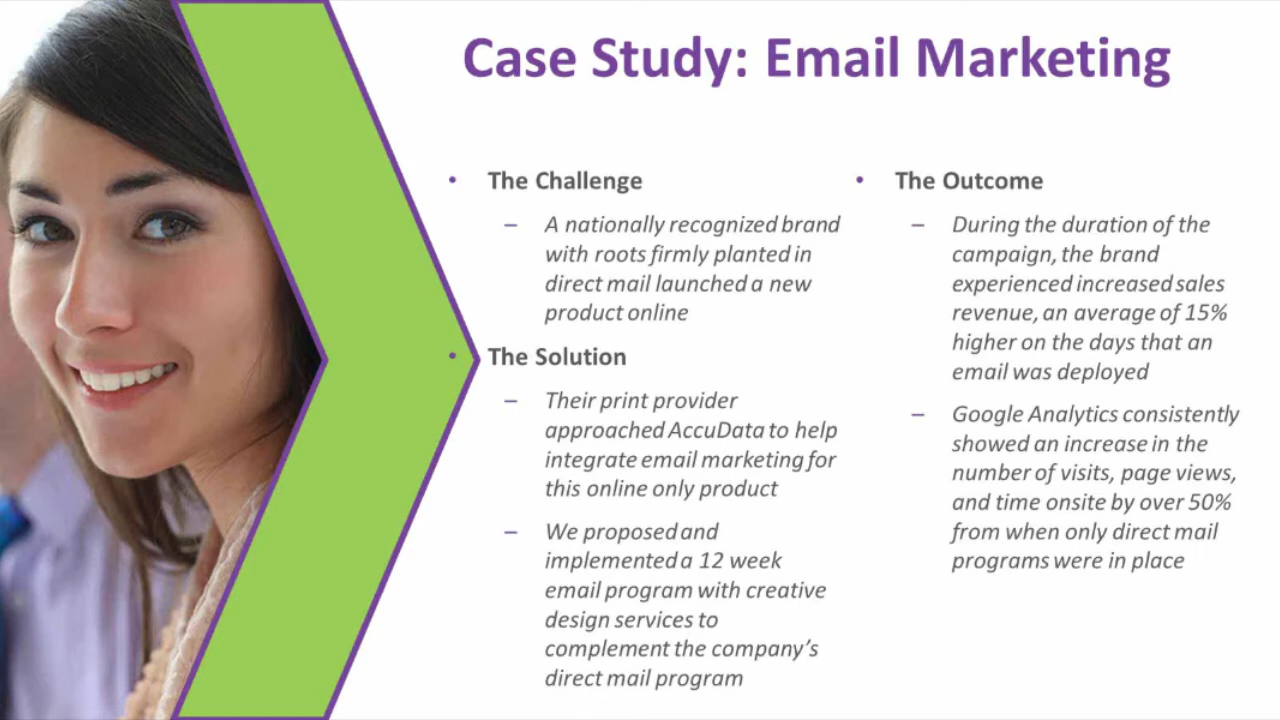 Case Study: Email Marketing
• The Challenge
– A nationally recognized brand
with roots firmly planted in
direct mail launched a new
product online
• The Solution
– Their print provider
approached AccuData to help
integrate email marketing for
this online only product
– We proposed and
implemented a 12 week
email program with creative
design services to
complement the company’s
direct mail program
• The Outcome
– During the duration of the
campaign, the brand
experienced increased sales
revenue, an average of 15%
higher on the days that an
email was deployed
– Google Analytics consistently
showed an increase in the
number of visits, page views,
and time onsite by over 50%
from when only direct mail
programs were in place